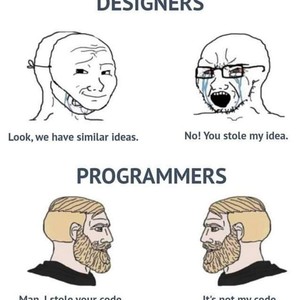 DESIGNERS
Look, we have similar ideas.
No! You stole my idea.
PROGRAMMERS
Man, I stole your code.
It's not my code.